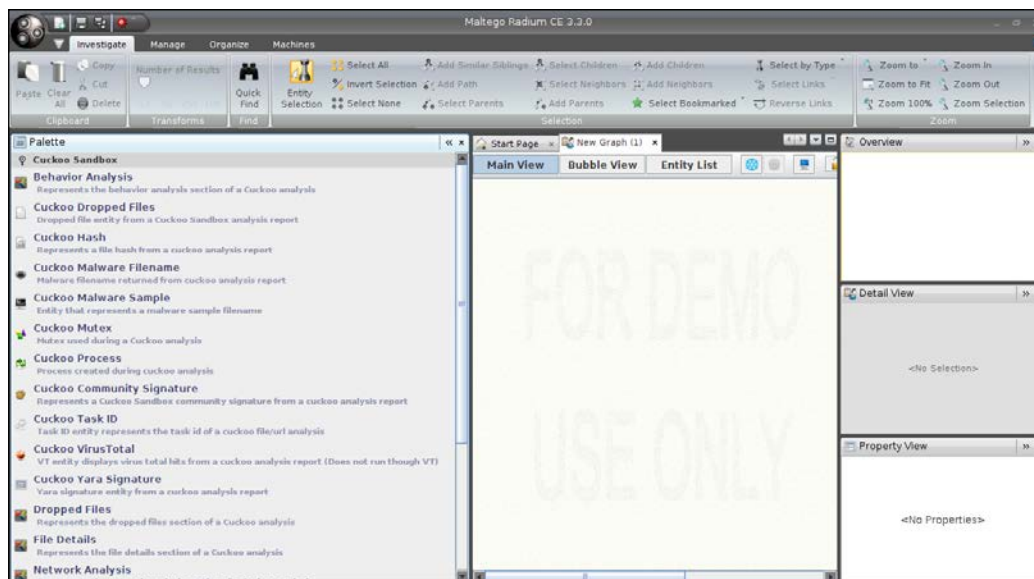 Maltego Radium CE 3.3.0
Investigate Manage Organize Machines
Copy Number of Results Select All Add Similar Siblings Select Children Add Children Select by Type Zoom to Zoom In
Paste Clear All Cut Quick Find Entity Selection Invert Selection Add Path Select Neighbors Add Neighbors Select Links Zoom to Fit Zoom Out
Delete Select None Select Parents Add Parents Select Bookmarked Reverse Links Zoom 100% Zoom Selection
Clipboard Transforms Find Selection Zoom
Palette
Start Page New Graph (1)
Overview
Cuckoo Sandbox
Main View Bubble View Entity List
Behavior Analysis
Represents the behavior analysis section of a Cuckoo analysis
Cuckoo Dropped Files
Dropped file entity from a Cuckoo Sandbox analysis report
Cuckoo Hash
Represents a file hash from a cuckoo analysis report
Cuckoo Malware Filename
Malware filename returned from cuckoo analysis report
Cuckoo Malware Sample
Entity that represents a malware sample filename
Cuckoo Mutex
Mutex used during a Cuckoo analysis
Cuckoo Process
Process created during cuckoo analysis
Cuckoo Community Signature
Represents a Cuckoo Sandbox community signature from a cuckoo analysis report
Cuckoo Task ID
Task ID entity represents the task id of a cuckoo file/url analysis
Cuckoo VirusTotal
VT entity displays virus total hits from a cuckoo analysis report (Does not run though VT)
Cuckoo Yara Signature
Yara signature entity from a cuckoo analysis report
Dropped Files
Represents the dropped files section of a Cuckoo analysis
File Details
Represents the file details section of a Cuckoo analysis
Network Analysis
FOR DEMO
USE ONLY
Detail View
<No Selection>
Property View
<No Properties>